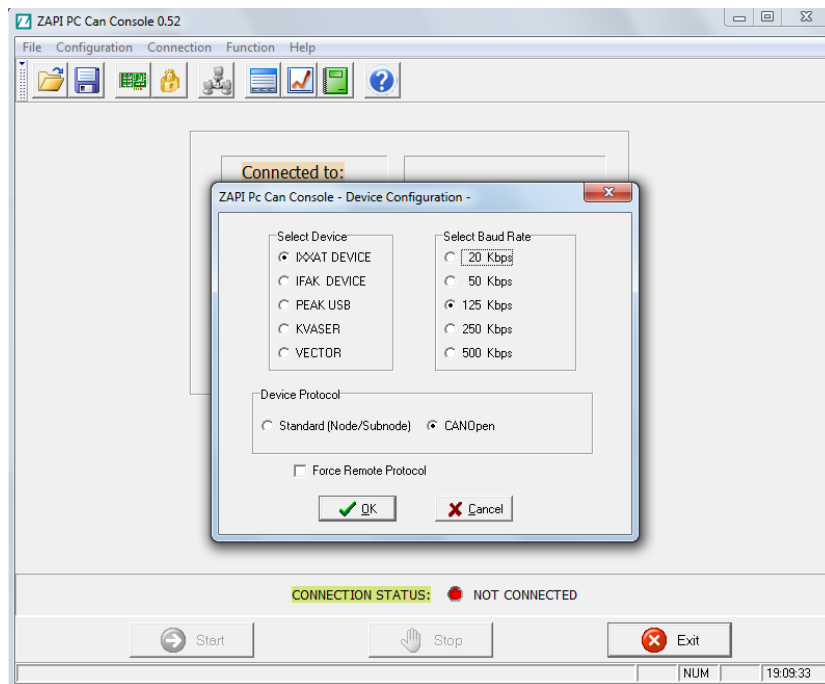 ZAPI PC Can Console 0.52
File Configuration Connection Function Help
Connected to:
ZAPI Pc Can Console - Device Configuration -
Select Device
IXXAT DEVICE
IFAK DEVICE
PEAK USB
KVASER
VECTOR
Select Baud Rate
20 Kbps
50 Kbps
125 Kbps
250 Kbps
500 Kbps
Device Protocol
Standard (Node/Subnode) CANOpen
Force Remote Protocol
OK Cancel
CONNECTION STATUS: NOT CONNECTED
Start Stop Exit
NUM 19:09:33